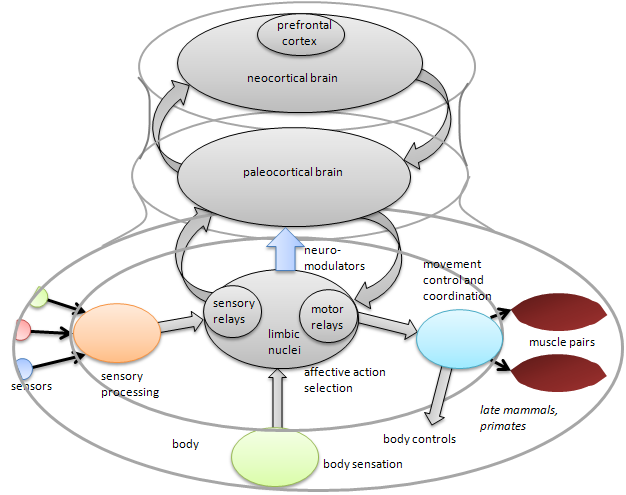 prefrontal
cortex
neocortical brain
paleocortical brain
neuro-
modulators
movement
control and
coordination
sensory
relays
motor
relays
limbic
nuclei
muscle pairs
sensors
sensory
processing
affective action
selection
late mammals,
primates
body
body controls
body sensation